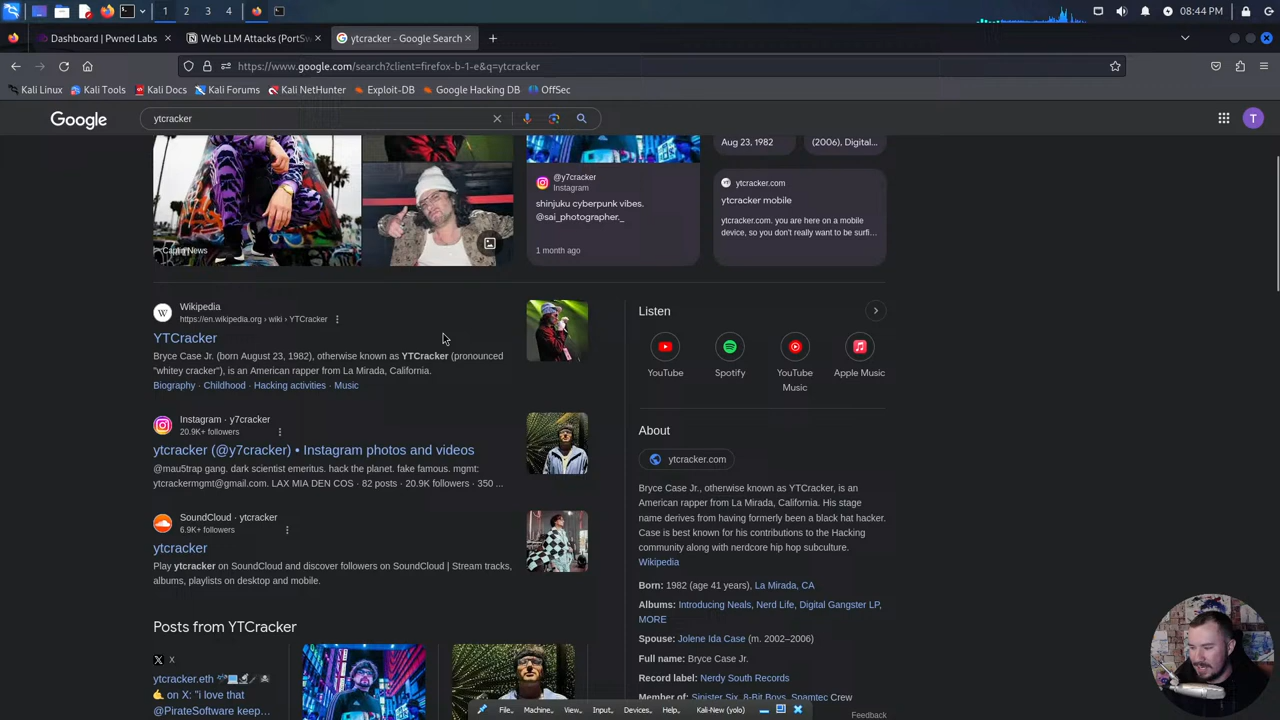 1
2
3
4
08:44 PM
Dashboard | Pwned Labs
Web LLM Attacks (PortSw
ytcracker - Google Search
https://www.google.com/search?client=firefox-b-1-e&q=ytcracker
Kali Linux
Kali Tools
Kali Docs
Kali Forums
Kali NetHunter
Exploit-DB
Google Hacking DB
OffSec
Google
ytcracker
T
News
@y7cracker
Instagram
shinjuku cyberpunk vibes.
@sai_photographer._
1 month ago
Aug 23, 1982
(2006), Digital...
ytcracker.com
ytcracker mobile
ytcracker.com. you are here on a mobile
device, so you don't really want to be surfi...
Wikipedia
https://en.wikipedia.org › wiki › YTCracker
YTCracker
Bryce Case Jr. (born August 23, 1982), otherwise known as YTCracker (pronounced
"whitey cracker"), is an American rapper from La Mirada, California.
Biography · Childhood · Hacking activities · Music
Instagram · y7cracker
20.9K+ followers
ytcracker (@y7cracker) • Instagram photos and videos
@mau5trap gang. dark scientist emeritus. hack the planet. fake famous. mgmt:
ytcrackermgmt@gmail.com. LAX MIA DEN COS · 82 posts · 20.9K followers · 350 ...
SoundCloud · ytcracker
6.9K+ followers
ytcracker
Play ytcracker on SoundCloud and discover followers on SoundCloud | Stream tracks,
albums, playlists on desktop and mobile.
Posts from YTCracker
X
ytcracker.eth
on X: "i love that
@PirateSoftware keep...
Listen
YouTube
Spotify
YouTube
Music
Apple Music
About
ytcracker.com
Bryce Case Jr., otherwise known as YTCracker, is an
American rapper from La Mirada, California. His stage
name derives from having formerly been a black hat hacker.
Case is best known for his contributions to the Hacking
community along with nerdcore hip hop subculture.
Wikipedia
Born: 1982 (age 41 years), La Mirada, CA
Albums: Introducing Neals, Nerd Life, Digital Gangster LP,
MORE
Spouse: Jolene Ida Case (m. 2002–2006)
Full name: Bryce Case Jr.
Record label: Nerdy South Records
Member of: Sinister Six, 8-Bit Boys, Spamtec Crew
Feedback
File..
Machine..
View..
Input..
Devices..
Help..
Kali-New (yolo)